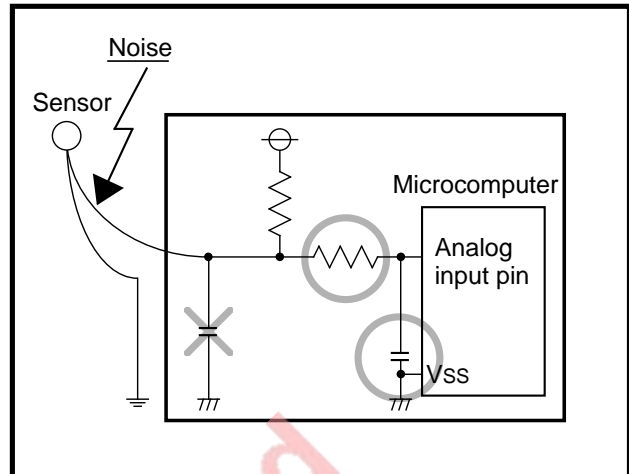 Noise
Sensor
Microcomputer
Analog
input pin
VSS